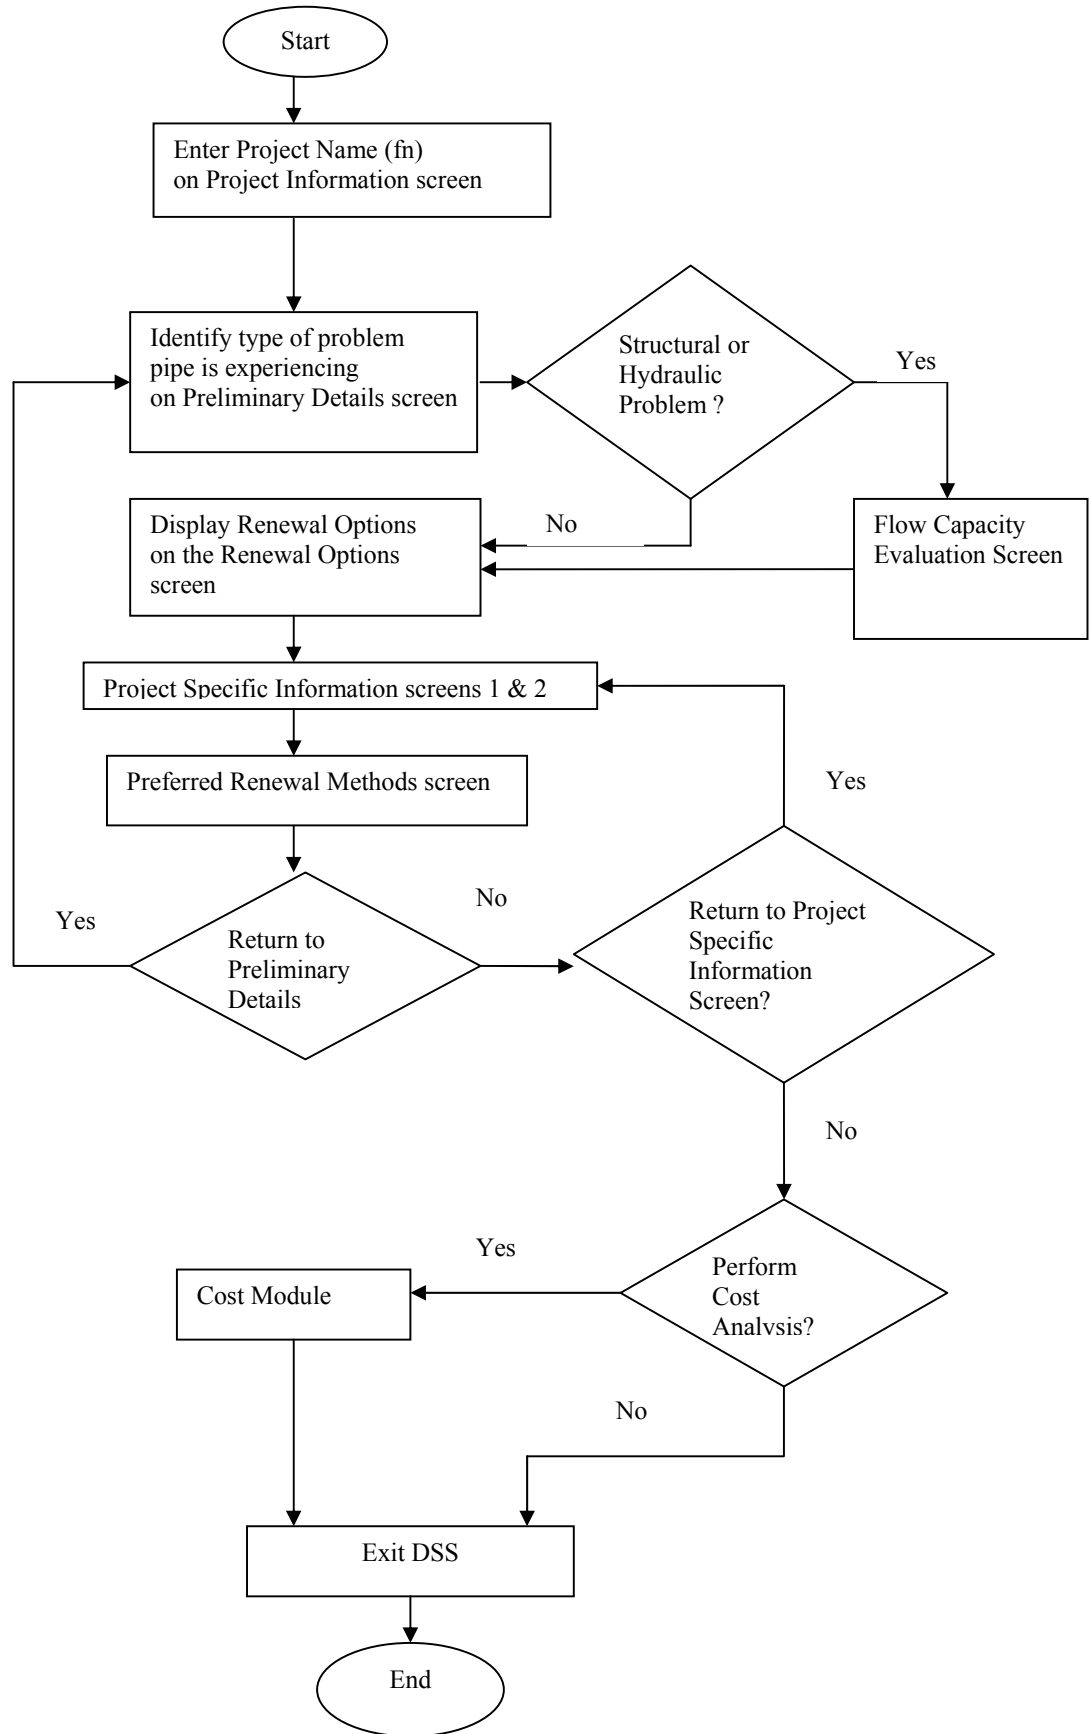 Start
Enter Project Name (fn)
on Project Information screen
Identify type of problem
pipe is experiencing
on Preliminary Details screen
Structural or
Hydraulic
Problem ?
Yes
No
Display Renewal Options
on the Renewal Options
screen
Flow Capacity
Evaluation Screen
Project Specific Information screens 1 & 2
Preferred Renewal Methods screen
Yes
Yes
Return to
Preliminary
Details
No
Return to Project
Specific
Information
Screen?
No
Yes
Perform
Cost
Analysis?
Cost Module
No
Exit DSS
End